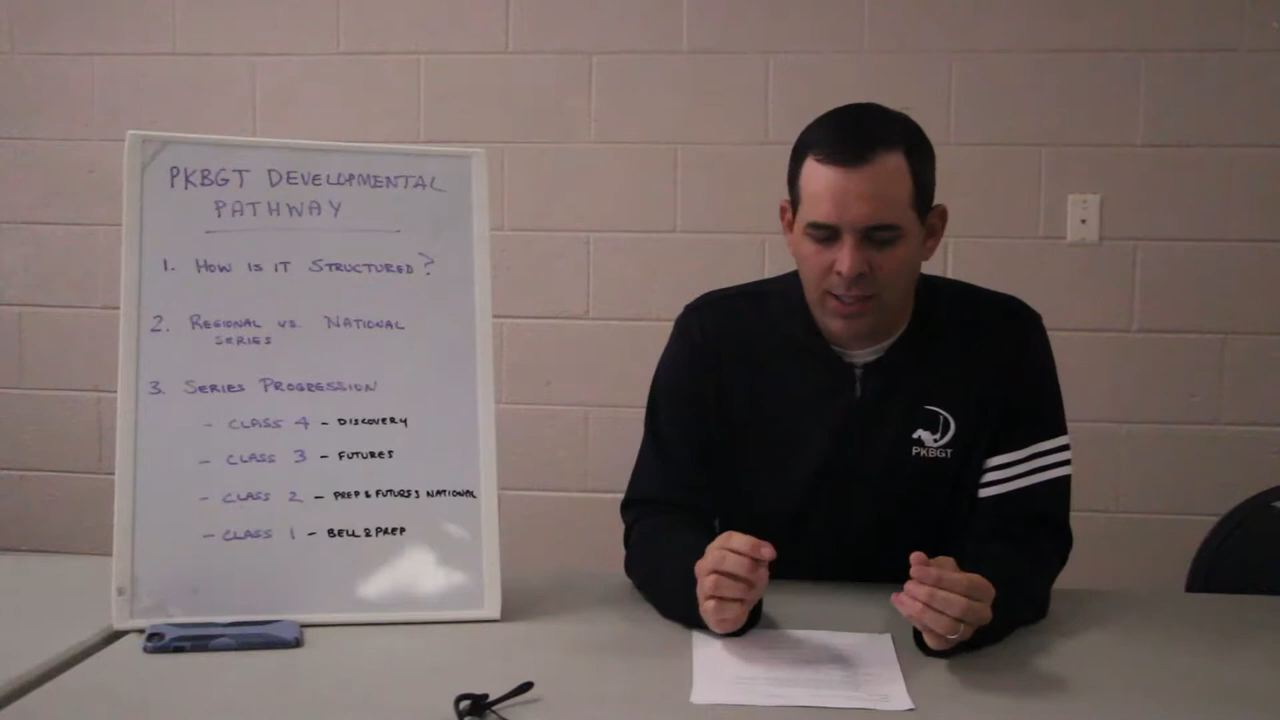 PKBGT DEVELOPMENTAL
PATHWAY
1. HOW IS IT STRUCTURED?
2. REGIONAL VS. NATIONAL
SERIES
3. SERIES PROGRESSION
- CLASS 4 - DISCOVERY
- CLASS 3 - FUTURES
- CLASS 2 - PREP & FUTURES NATIONAL
- CLASS 1 - BELL & PREP
PKBGT